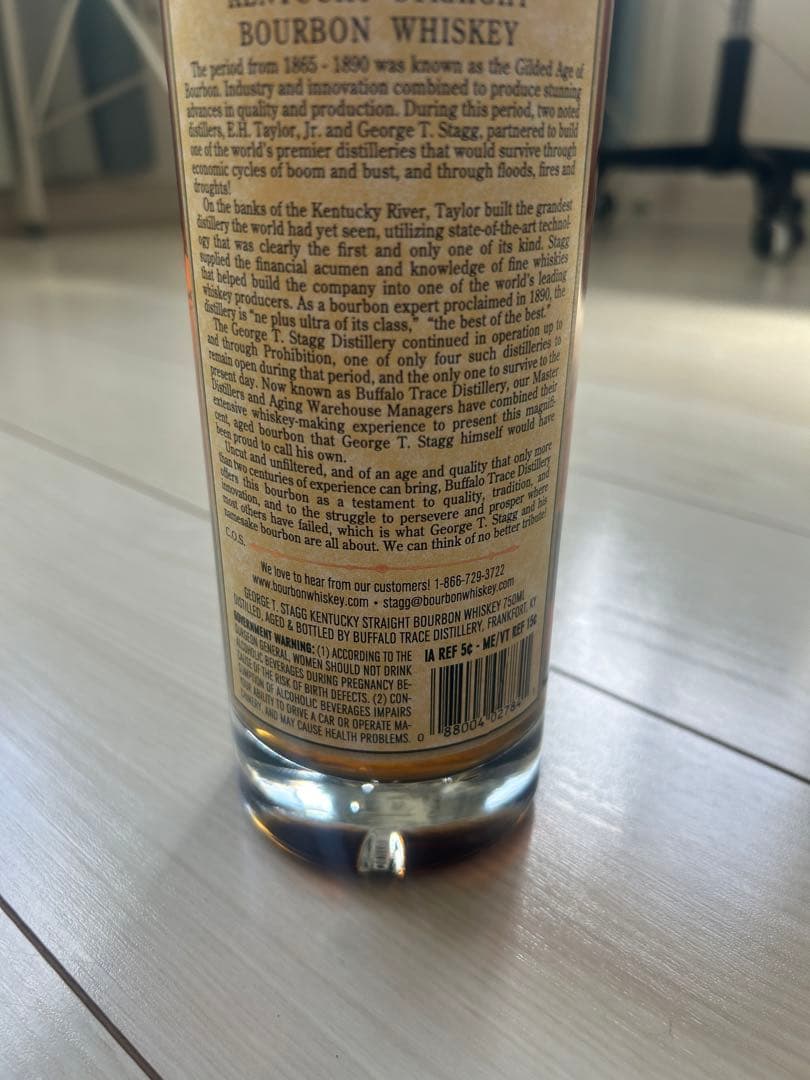 KENTUCKY STRAIGHT
BOURBON WHISKEY
The period from 1865 - 1890 was known as the Gilded Age of
Bourbon. Industry and innovation combined to produce stunning
advances in quality and production. During this period, two noted
distillers, E.H. Taylor, Jr. and George T. Stagg, partnered to build
one of the world's premier distilleries that would survive through
economic cycles of boom and bust, and through floods, fires and
droughts!
On the banks of the Kentucky River, Taylor built the grandest
distillery the world had yet seen, utilizing state-of-the-art technol-
ogy that was clearly the first and only one of its kind. Stagg
supplied the financial acumen and knowledge of fine whiskies
that helped build the company into one of the world's leading
whiskey producers. As a bourbon expert proclaimed in 1890, the
distillery is "ne plus ultra of its class," "the best of the best."
The George T. Stagg Distillery continued in operation up to
and through Prohibition, one of only four such distilleries to
remain open during that period, and the only one to survive to the
present day. Now known as Buffalo Trace Distillery, our Master
Distillers and Aging Warehouse Managers have combined their
extensive whiskey-making experience to present this magnifi-
cent, aged bourbon that George T. Stagg himself would have
been proud to call his own.
Uncut and unfiltered, and of an age and quality that only more
than two centuries of experience can bring, Buffalo Trace Distillery
offers this bourbon as a testament to quality, tradition, and
innovation, and to the struggle to persevere and prosper where
most others have failed, which is what George T. Stagg and his
namesake bourbon are all about. We can think of no better tribute!
C.O.S.
We love to hear from our customers! 1-866-729-3722
www.bourbonwhiskey.com • stagg@bourbonwhiskey.com
GEORGE T. STAGG KENTUCKY STRAIGHT BOURBON WHISKEY 750ML
DISTILLED, AGED & BOTTLED BY BUFFALO TRACE DISTILLERY, FRANKFORT, KY
GOVERNMENT WARNING: (1) ACCORDING TO THE
SURGEON GENERAL, WOMEN SHOULD NOT DRINK
ALCOHOLIC BEVERAGES DURING PREGNANCY BE-
CAUSE OF THE RISK OF BIRTH DEFECTS. (2) CON-
SUMPTION OF ALCOHOLIC BEVERAGES IMPAIRS
YOUR ABILITY TO DRIVE A CAR OR OPERATE MA-
CHINERY, AND MAY CAUSE HEALTH PROBLEMS.
IA REF 5¢ - ME/VT REF 15¢
0 88004 02784